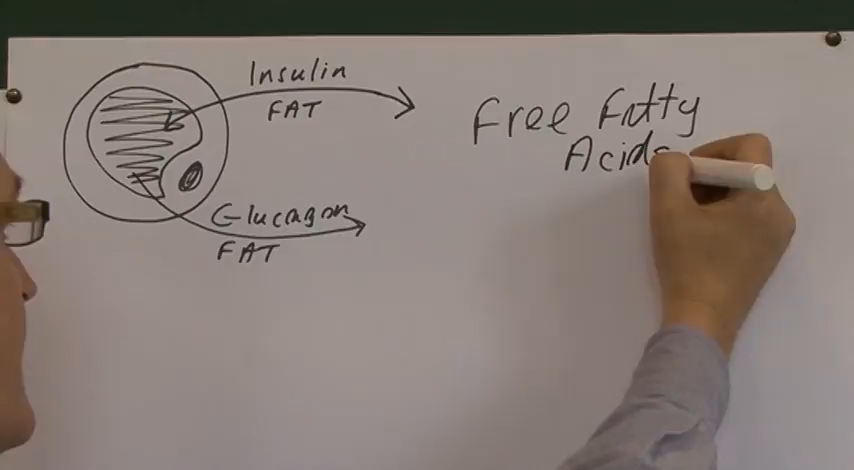 Insulin
FAT
Free Fatty
Acids
Glucagon
FAT